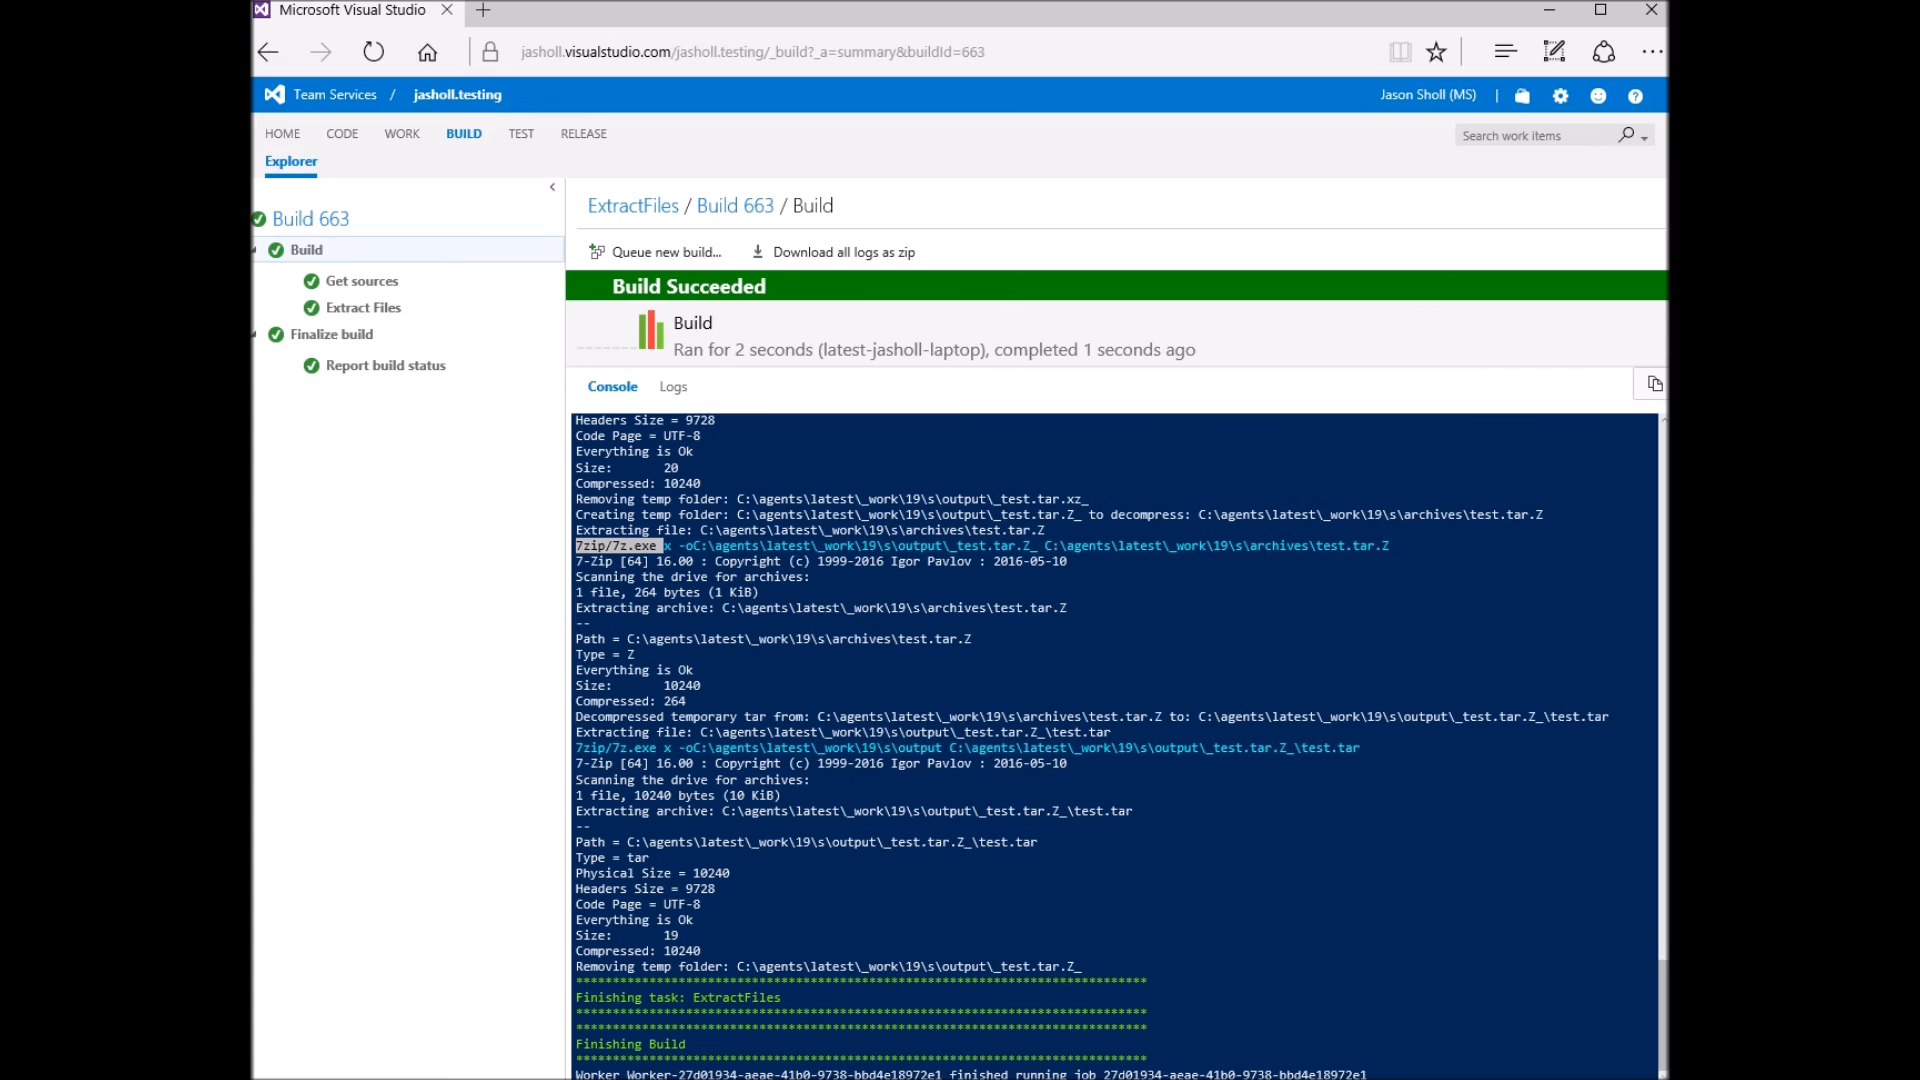 Microsoft Visual Studio
jasholl.visualstudio.com/jasholl.testing/_build?_a=summary&buildId=663
Team Services / jasholl.testing
Jason Sholl (MS) |
HOME CODE WORK BUILD TEST RELEASE
Search work items
Explorer
Build 663
Build
Get sources
Extract Files
Finalize build
Report build status
ExtractFiles / Build 663 / Build
Queue new build... Download all logs as zip
Build Succeeded
Build
Ran for 2 seconds (latest-jasholl-laptop), completed 1 seconds ago
Console Logs
Headers Size = 9728
Code Page = UTF-8
Everything is Ok
Size: 20
Compressed: 10240
Removing temp folder: C:\agents\latest\_work\19\s\output\_test.tar.xz_
Creating temp folder: C:\agents\latest\_work\19\s\output\_test.tar.Z_ to decompress: C:\agents\latest\_work\19\s\archives\test.tar.Z
Extracting file: C:\agents\latest\_work\19\s\archives\test.tar.Z
7zip/7z.exe x -oC:\agents\latest\_work\19\s\output\_test.tar.Z_ C:\agents\latest\_work\19\s\archives\test.tar.Z
7-Zip [64] 16.00 : Copyright (c) 1999-2016 Igor Pavlov : 2016-05-10
Scanning the drive for archives:
1 file, 264 bytes (1 KiB)
Extracting archive: C:\agents\latest\_work\19\s\archives\test.tar.Z
--
Path = C:\agents\latest\_work\19\s\archives\test.tar.Z
Type = Z
Everything is Ok
Size: 10240
Compressed: 264
Decompressed temporary tar from: C:\agents\latest\_work\19\s\archives\test.tar.Z to: C:\agents\latest\_work\19\s\output\_test.tar.Z_\test.tar
Extracting file: C:\agents\latest\_work\19\s\output\_test.tar.Z_\test.tar
7zip/7z.exe x -oC:\agents\latest\_work\19\s\output C:\agents\latest\_work\19\s\output\_test.tar.Z_\test.tar
7-Zip [64] 16.00 : Copyright (c) 1999-2016 Igor Pavlov : 2016-05-10
Scanning the drive for archives:
1 file, 10240 bytes (10 KiB)
Extracting archive: C:\agents\latest\_work\19\s\output\_test.tar.Z_\test.tar
--
Path = C:\agents\latest\_work\19\s\output\_test.tar.Z_\test.tar
Type = tar
Physical Size = 10240
Headers Size = 9728
Code Page = UTF-8
Everything is Ok
Size: 19
Compressed: 10240
Removing temp folder: C:\agents\latest\_work\19\s\output\_test.tar.Z_
******************************************************************************
Finishing task: ExtractFiles
******************************************************************************
******************************************************************************
Finishing Build
******************************************************************************
Worker Worker-27d01934-aeae-41b0-9738-bbd4e18972e1 finished running job 27d01934-aeae-41b0-9738-bbd4e18972e1